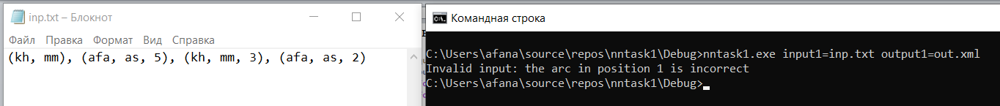 inp.txt – Блокнот
Файл Правка Формат Вид Справка
(kh, mm), (afa, as, 5), (kh, mm, 3), (afa, as, 2)
Командная строка
C:\Users\afana\source\repos\nntask1\Debug>nntask1.exe input1=inp.txt output1=out.xml
Invalid input: the arc in position 1 is incorrect
C:\Users\afana\source\repos\nntask1\Debug>